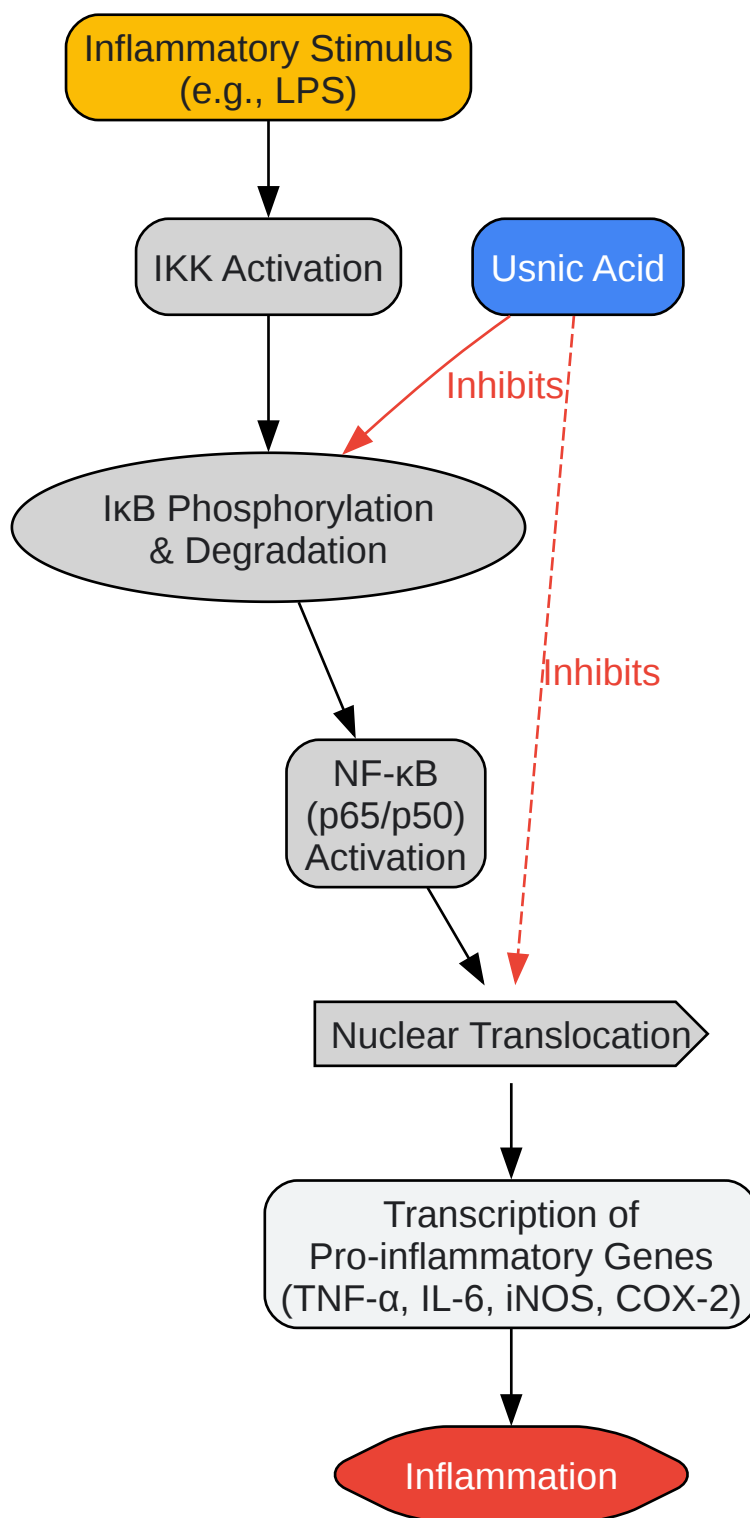 Inflammatory Stimulus
(e.g., LPS)
IKK Activation
Usnic Acid
Inhibits
IκB Phosphorylation
& Degradation
Inhibits
NF-κB
(p65/p50)
Activation
Nuclear Translocation
Transcription of
Pro-inflammatory Genes
(TNF-α, IL-6, iNOS, COX-2)
Inflammation